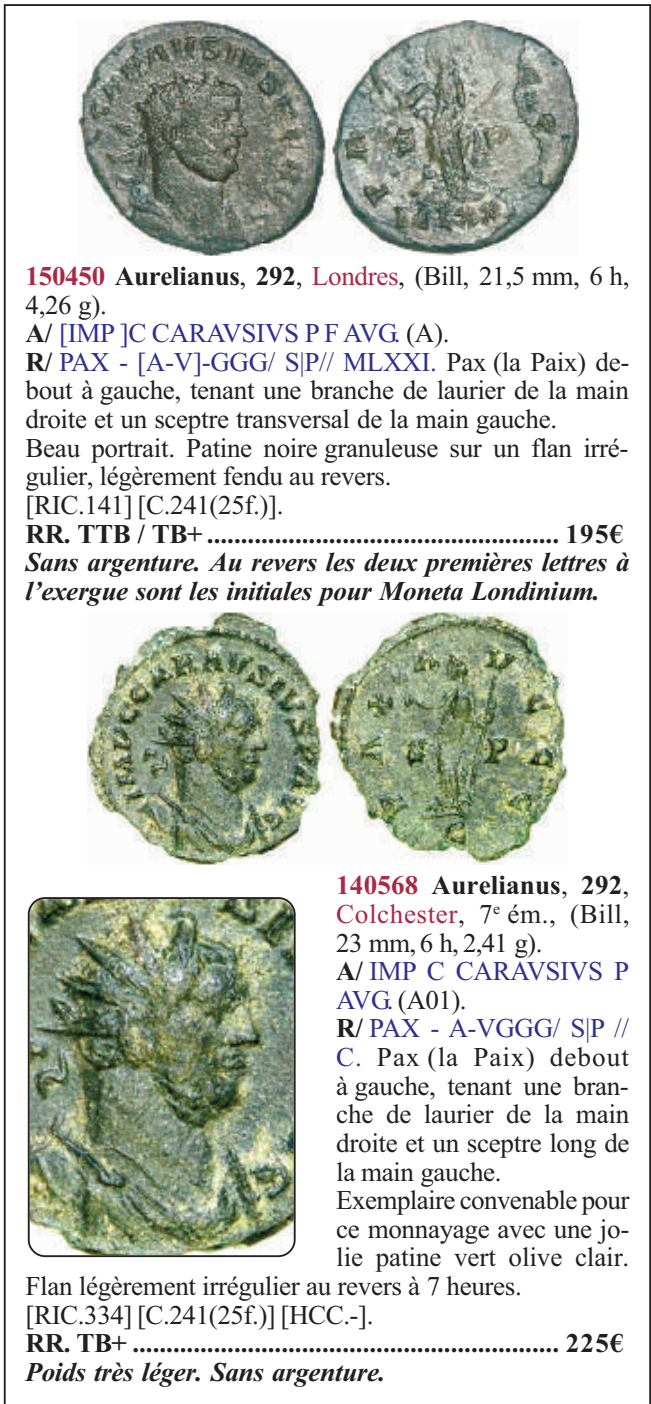 150450 Aurelianus, 292, Londres, (Bill, 21,5 mm, 6 h,
4,26 g).
A/ [IMP ]C CARAVSIVS P F AVG. (A).
R/ PAX - [A-V]-GGG/ S|P// MLXXI. Pax (la Paix) de-
bout à gauche, tenant une branche de laurier de la main
droite et un sceptre transversal de la main gauche.
Beau portrait. Patine noire granuleuse sur un flan irré-
gulier, légèrement fendu au revers.
[RIC.141] [C.241(25f.)].
RR. TTB / TB+ .................................................... 195€
Sans argenture. Au revers les deux premières lettres à
l’exergue sont les initiales pour Moneta Londinium.
140568 Aurelianus, 292,
Colchester, 7e ém., (Bill,
23 mm, 6 h, 2,41 g).
A/ IMP C CARAVSIVS P
AVG. (A01).
R/ PAX - A-VGGG/ S|P //
C. Pax (la Paix) debout
à gauche, tenant une bran-
che de laurier de la main
droite et un sceptre long de
la main gauche.
Exemplaire convenable pour
ce monnayage avec une jo-
lie patine vert olive clair.
Flan légèrement irrégulier au revers à 7 heures.
[RIC.334] [C.241(25f.)] [HCC.-].
RR. TB+ ............................................................... 225€
Poids très léger. Sans argenture.